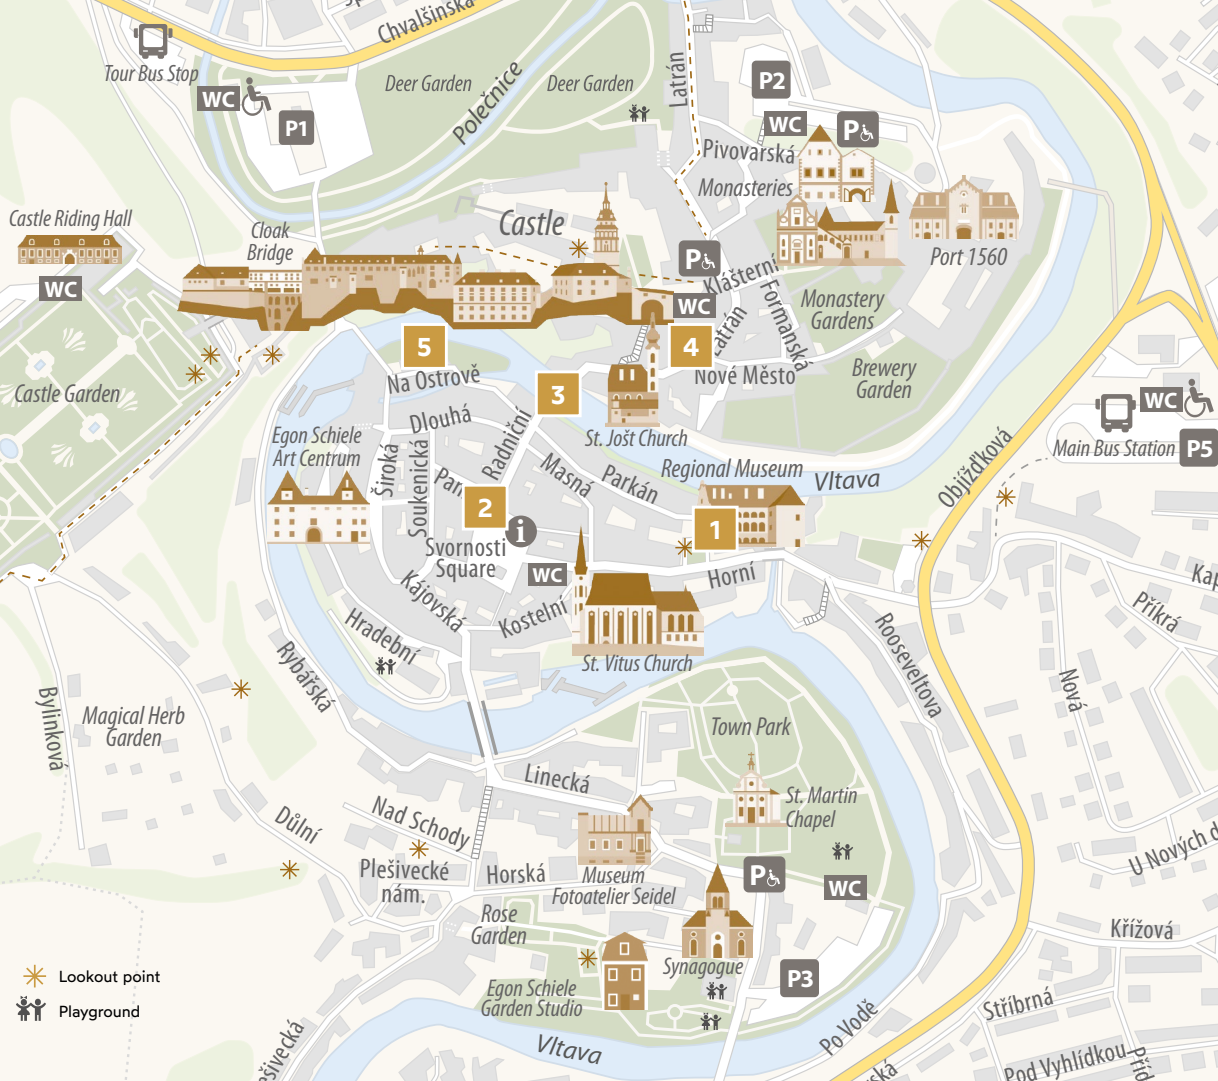 Chvalšinská
Tour Bus Stop
WC
P1
Deer Garden
Polečnice
Deer Garden
Latrán
P2
WC
P
Pivovarská
Monasteries
Port 1560
Castle Riding Hall
WC
Cloak
Bridge
Castle
P
Klášterní
WC
Latrán
Formanská
Monastery
Gardens
Brewery
Garden
Castle Garden
5
Na Ostrově
4
Nové Město
3
St. Jošt Church
Dlouhá
Radniční
Egon Schiele
Art Centrum
Široká
Soukenická
Pan
Masná
Parkán
Regional Museum
Vltava
Objížďková
Main Bus Station
WC
P5
2
i
1
Svornosti
Square
WC
Horní
Kájovská
Kostelní
Hradební
St. Vitus Church
Rybářská
Bylinková
Magical Herb
Garden
Rooseveltova
Nová
Příkrá
Kap
Town Park
Linecká
St. Martin
Chapel
Nad Schody
Důlní
Plešivecké
nám.
Horská
Museum
Fotoatelier Seidel
P
WC
U Nových d
Křížová
Rose
Garden
Synagogue
P3
Egon Schiele
Garden Studio
Lookout point
Playground
Vltava
Po Vodě
Stříbrná
Pod Vyhlídkou
Příd
ská
ešivecká